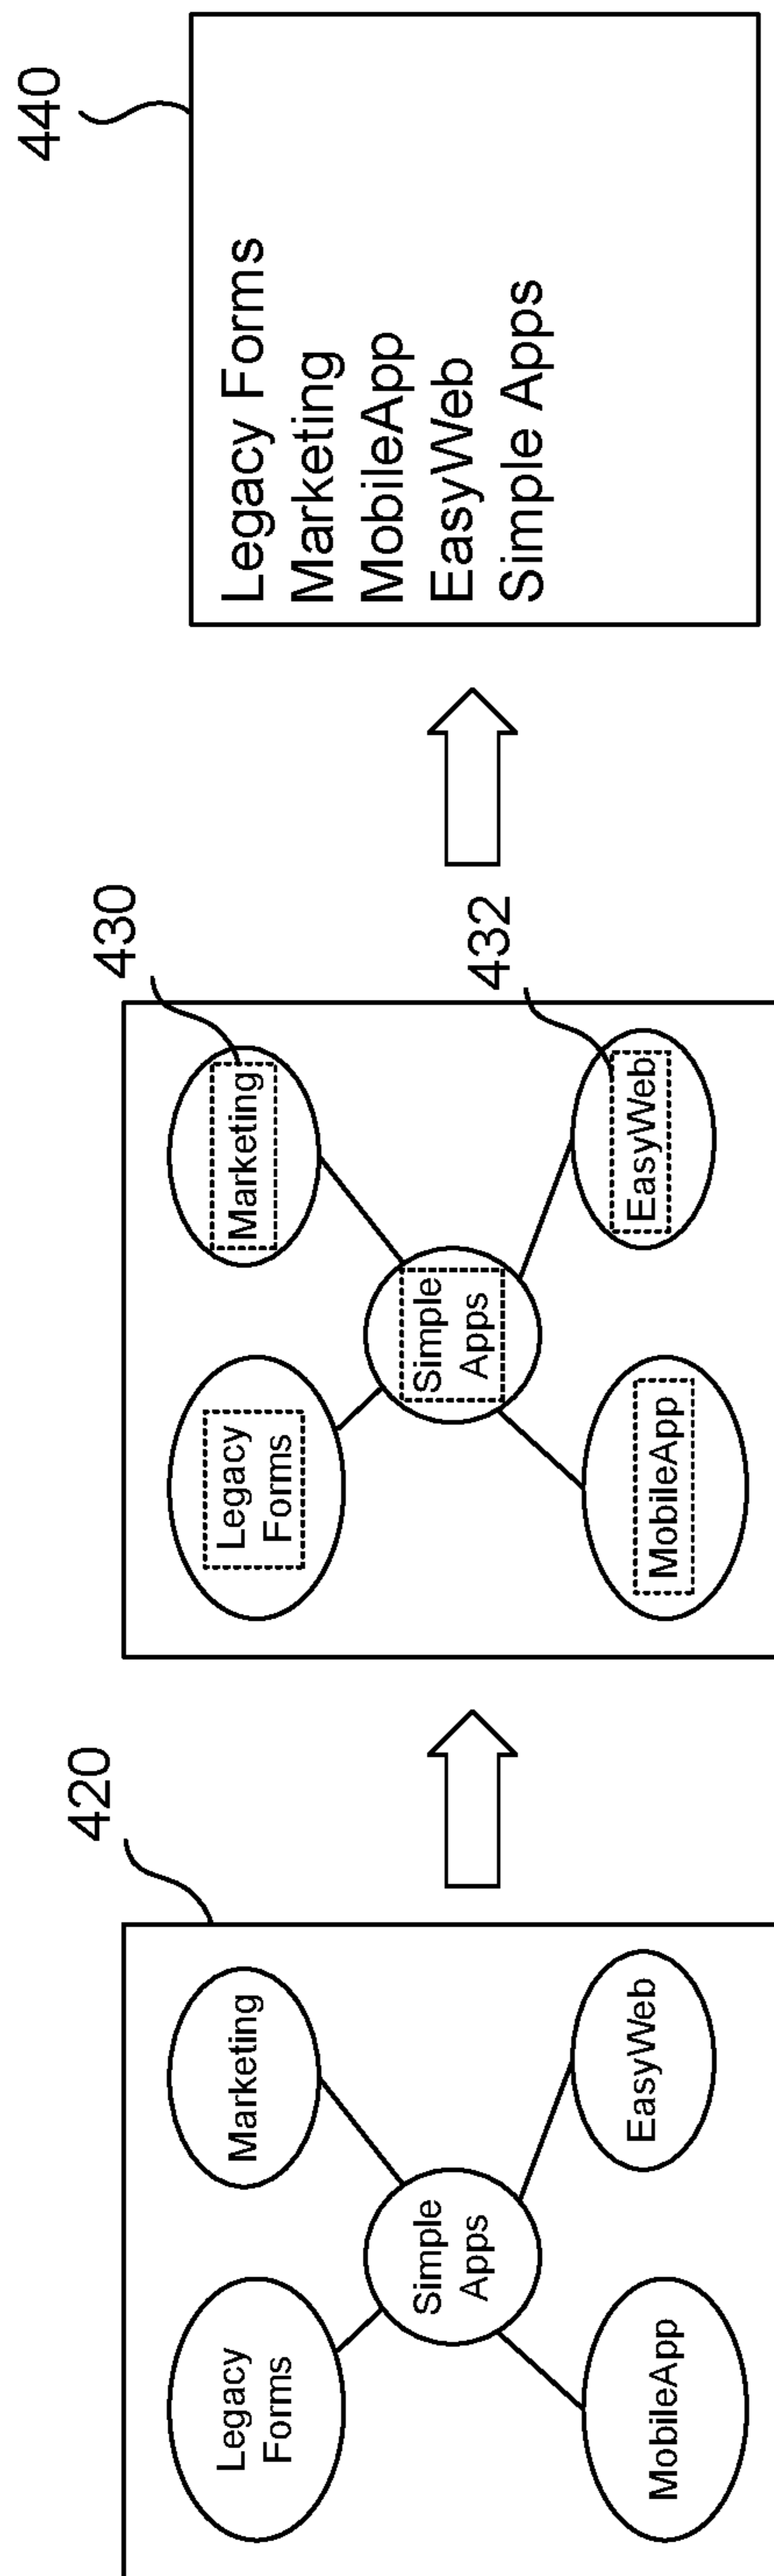 420
Legacy
Forms
Marketing
Simple
Apps
MobileApp
EasyWeb
430
Legacy
Forms
Marketing
Simple
Apps
432
MobileApp
EasyWeb
440
Legacy Forms
Marketing
MobileApp
EasyWeb
Simple Apps